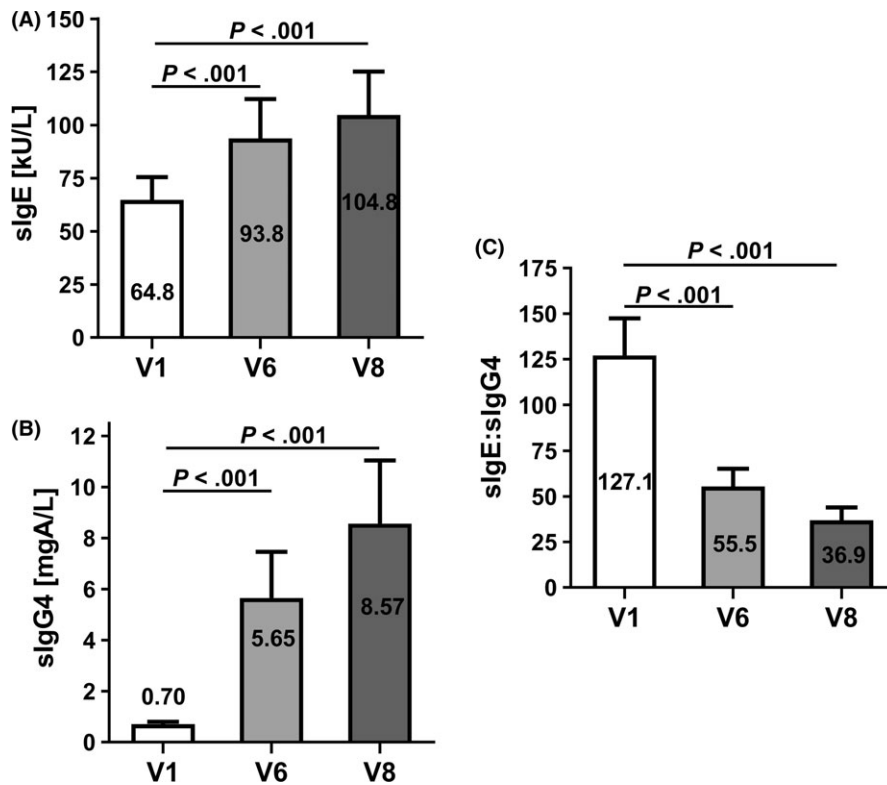 (A)
sIgE [kU/L]
150
125
100
75
50
25
0
P < .001
P < .001
64.8
93.8
104.8
V1 V6 V8
(B)
sIgG4 [mgA/L]
12
10
8
6
4
2
0
P < .001
P < .001
0.70
5.65
8.57
V1 V6 V8
(C)
sIgE:sIgG4
175
150
125
100
75
50
25
0
P < .001
P < .001
127.1
55.5
36.9
V1 V6 V8